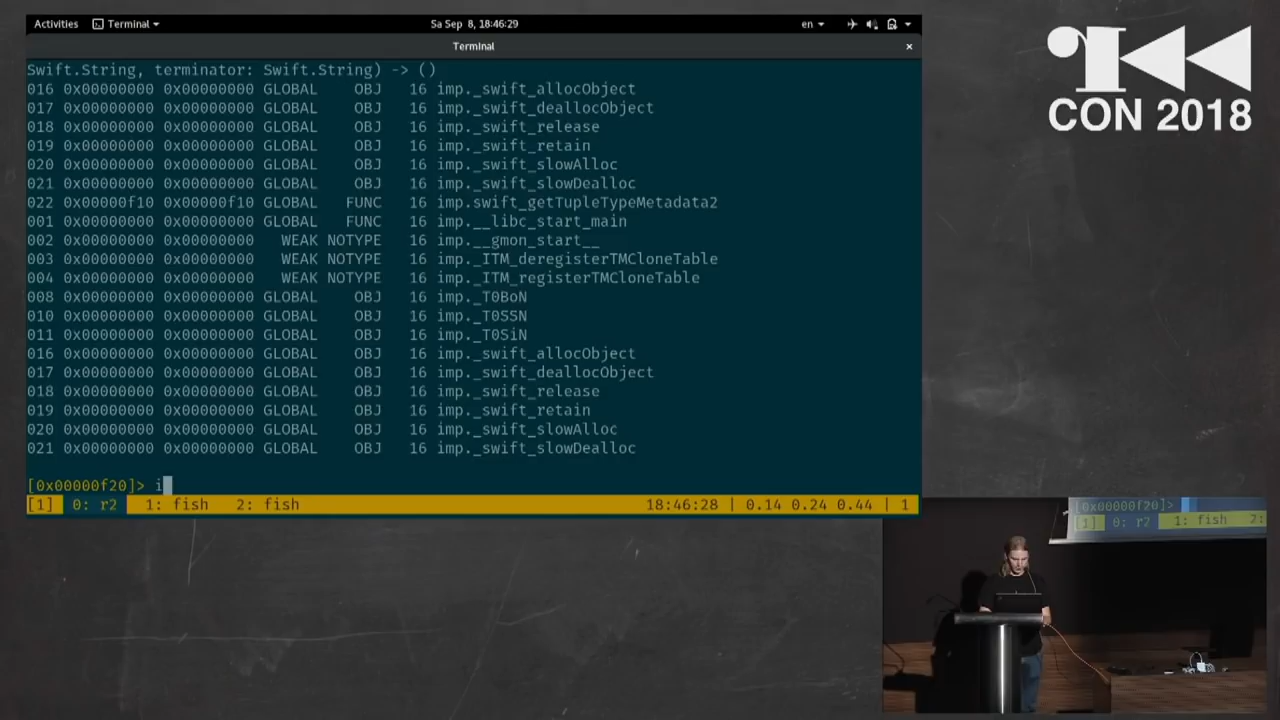 Activities Terminal Sa Sep 8, 18:46:29 en
Terminal ×
Swift.String, terminator: Swift.String) -> ()
016 0x00000000 0x00000000 GLOBAL OBJ 16 imp._swift_allocObject
017 0x00000000 0x00000000 GLOBAL OBJ 16 imp._swift_deallocObject
018 0x00000000 0x00000000 GLOBAL OBJ 16 imp._swift_release
019 0x00000000 0x00000000 GLOBAL OBJ 16 imp._swift_retain
020 0x00000000 0x00000000 GLOBAL OBJ 16 imp._swift_slowAlloc
021 0x00000000 0x00000000 GLOBAL OBJ 16 imp._swift_slowDealloc
022 0x00000f10 0x00000f10 GLOBAL FUNC 16 imp.swift_getTupleTypeMetadata2
001 0x00000000 0x00000000 GLOBAL FUNC 16 imp.__libc_start_main
002 0x00000000 0x00000000 WEAK NOTYPE 16 imp.__gmon_start__
003 0x00000000 0x00000000 WEAK NOTYPE 16 imp._ITM_deregisterTMCloneTable
004 0x00000000 0x00000000 WEAK NOTYPE 16 imp._ITM_registerTMCloneTable
008 0x00000000 0x00000000 GLOBAL OBJ 16 imp._T0BoN
010 0x00000000 0x00000000 GLOBAL OBJ 16 imp._T0SSN
011 0x00000000 0x00000000 GLOBAL OBJ 16 imp._T0SiN
016 0x00000000 0x00000000 GLOBAL OBJ 16 imp._swift_allocObject
017 0x00000000 0x00000000 GLOBAL OBJ 16 imp._swift_deallocObject
018 0x00000000 0x00000000 GLOBAL OBJ 16 imp._swift_release
019 0x00000000 0x00000000 GLOBAL OBJ 16 imp._swift_retain
020 0x00000000 0x00000000 GLOBAL OBJ 16 imp._swift_slowAlloc
021 0x00000000 0x00000000 GLOBAL OBJ 16 imp._swift_slowDealloc
[0x00000f20]> i
[1] 0: r2 1: fish 2: fish 18:46:28 | 0.14 0.24 0.44 | 1
CON 2018
[0x00000f20]>
[1] 0: r2 1: fish 2: